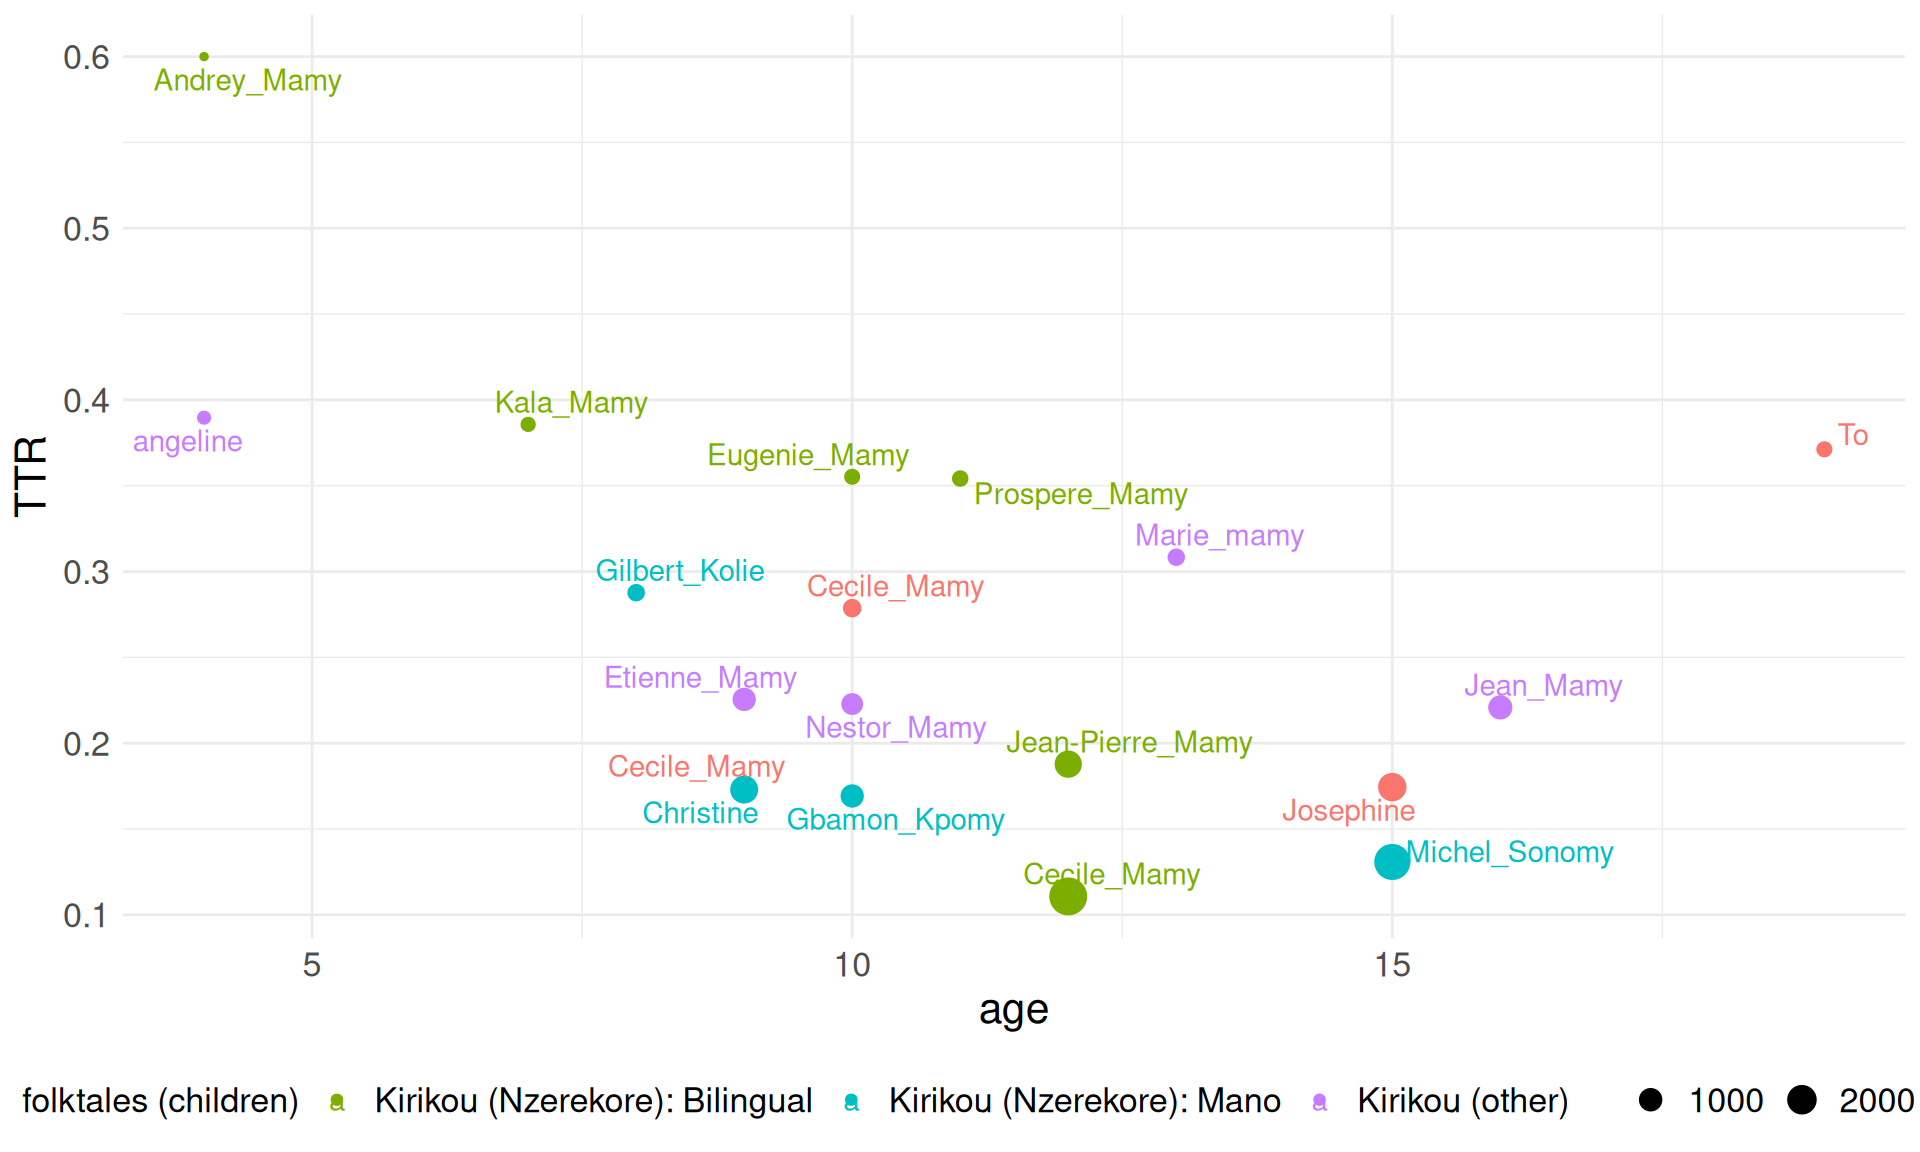 0.6
Andrey_Mamy
0.5
0.4
Kala_Mamy
angeline
To
Eugenie_Mamy
Prospere_Mamy
Marie_mamy
0.3
Gilbert_Kolie
Cecile_Mamy
Etienne_Mamy
Jean_Mamy
Nestor_Mamy
0.2
Jean-Pierre_Mamy
Cecile_Mamy
Christine
Gbamon_Kpomy
Josephine
Michel_Sonomy
Cecile_Mamy
0.1
TTR
5 10 15
age
folktales (children) a Kirikou (Nzerekore): Bilingual a Kirikou (Nzerekore): Mano a Kirikou (other) 1000 2000